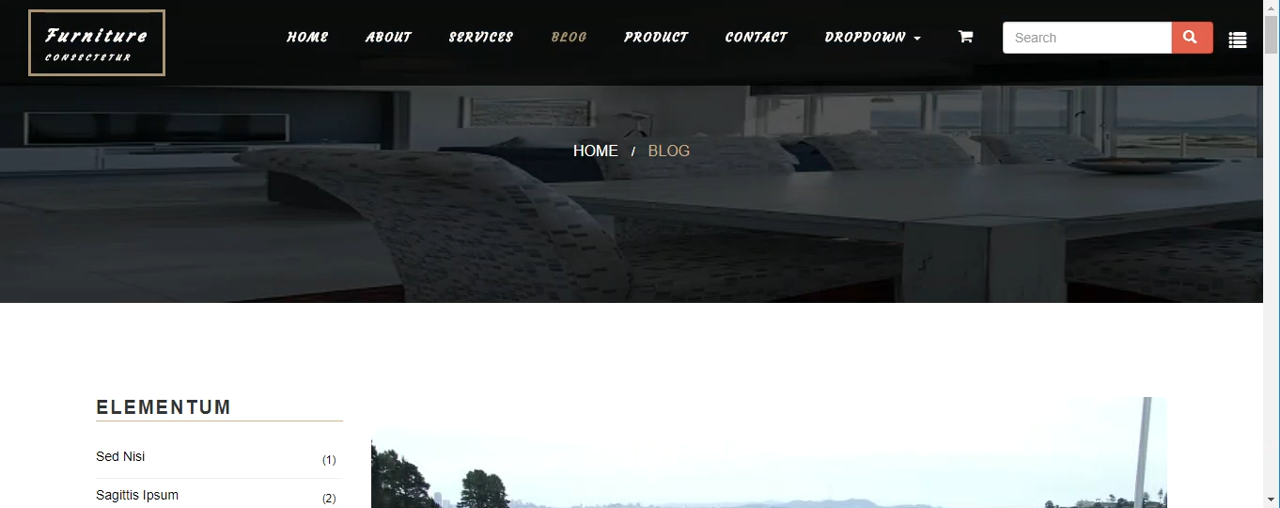 Furniture
CONSECTETUR
HOME ABOUT SERVICES BLOG PRODUCT CONTACT DROPDOWN Search
HOME / BLOG
ELEMENTUM
Sed Nisi (1)
Sagittis Ipsum (2)